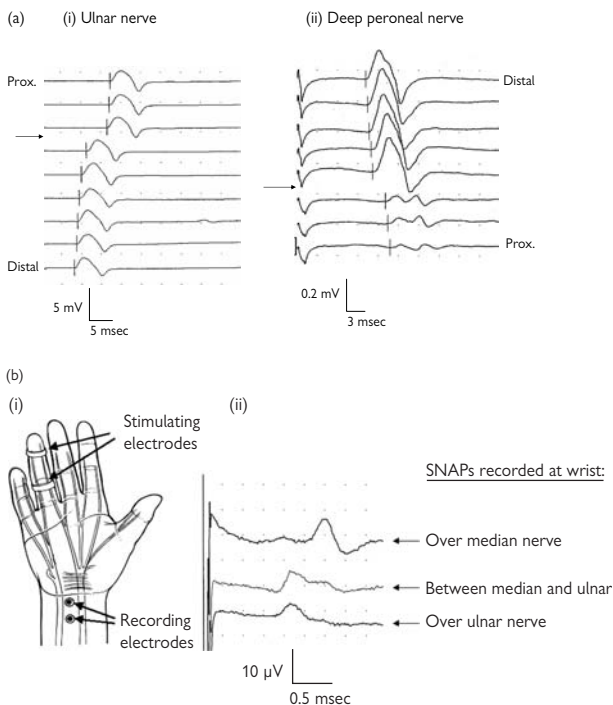 (a)
(i) Ulnar nerve
(ii) Deep peroneal nerve
Prox.
Distal
5 mV
5 msec
Distal
Prox.
0.2 mV
3 msec
(b)
(i)
Stimulating
electrodes
Recording
electrodes
(ii)
SNAPs recorded at wrist:
Over median nerve
Between median and ulnar
Over ulnar nerve
10 µV
0.5 msec